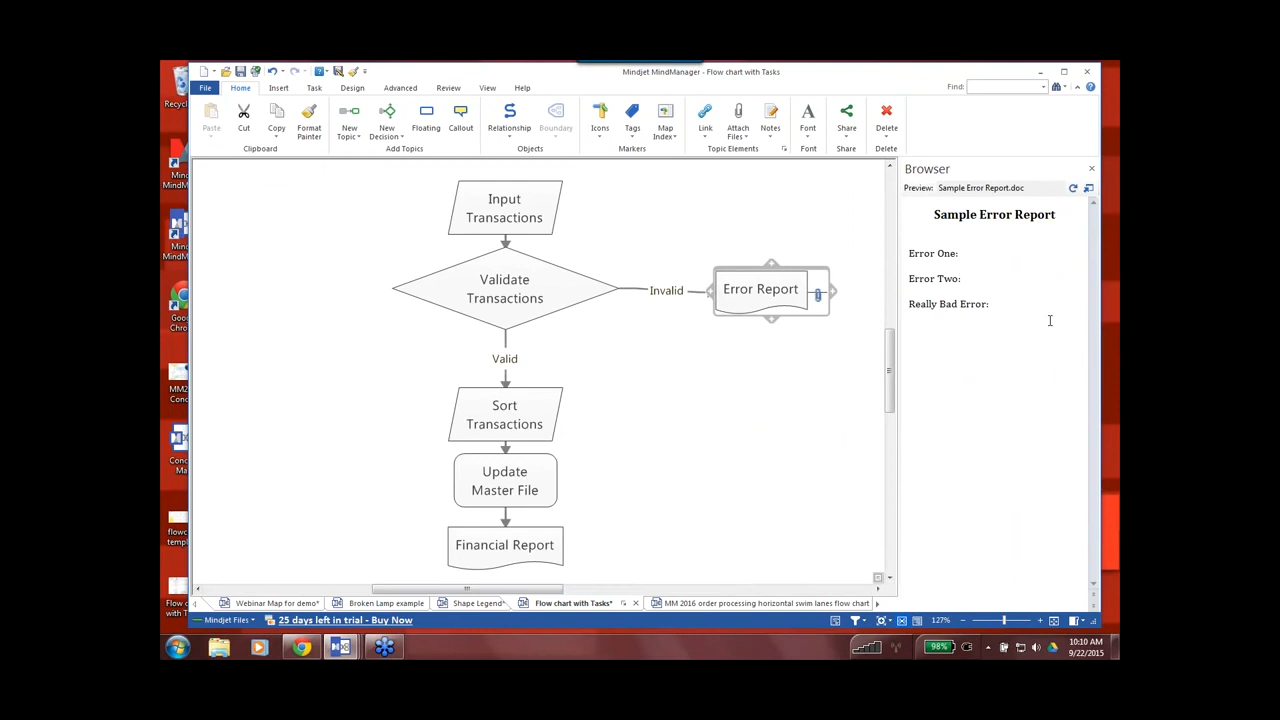 Mindjet MindManager - Flow chart with Tasks*
File Home Insert Task Design Advanced Review View Help
Find:
Paste Cut Copy Format Painter
New Topic New Decision Floating Callout
Relationship Boundary
Icons Tags Map Index
Link Attach Files Notes
Font Share Delete
Clipboard Add Topics Objects Markers Topic Elements Font Share Delete
Input
Transactions
Validate
Transactions
Invalid
Error Report
Valid
Sort
Transactions
Update
Master File
Financial Report
Browser
Preview: Sample Error Report.doc
Sample Error Report
Error One:
Error Two:
Really Bad Error:
Webinar Map for demo* Broken Lamp example Shape Legend* Flow chart with Tasks* MM 2016 order processing horizontal swim lanes flow chart
Mindjet Files 25 days left in trial - Buy Now 127%
98% 10:10 AM
9/22/2015